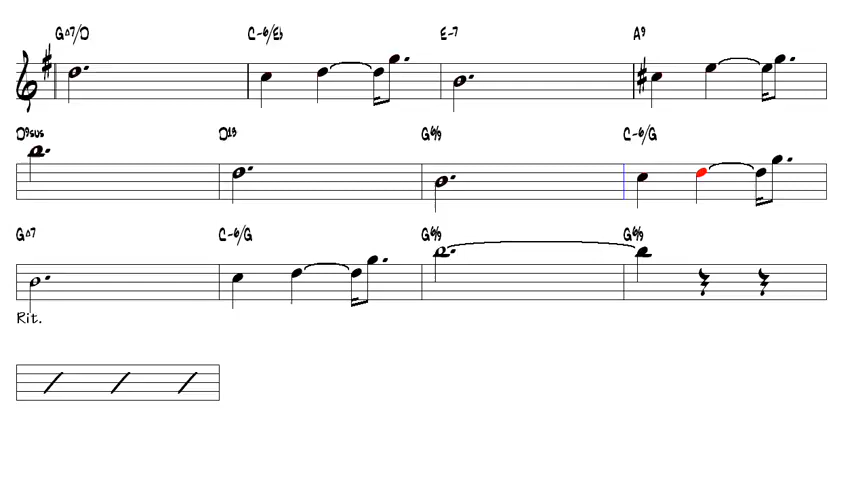 G△7/D C-6/E♭ E-7 A9
D9sus D13 G6/9 C-6/G
G△7 C-6/G G6/9 G6/9
Rit.